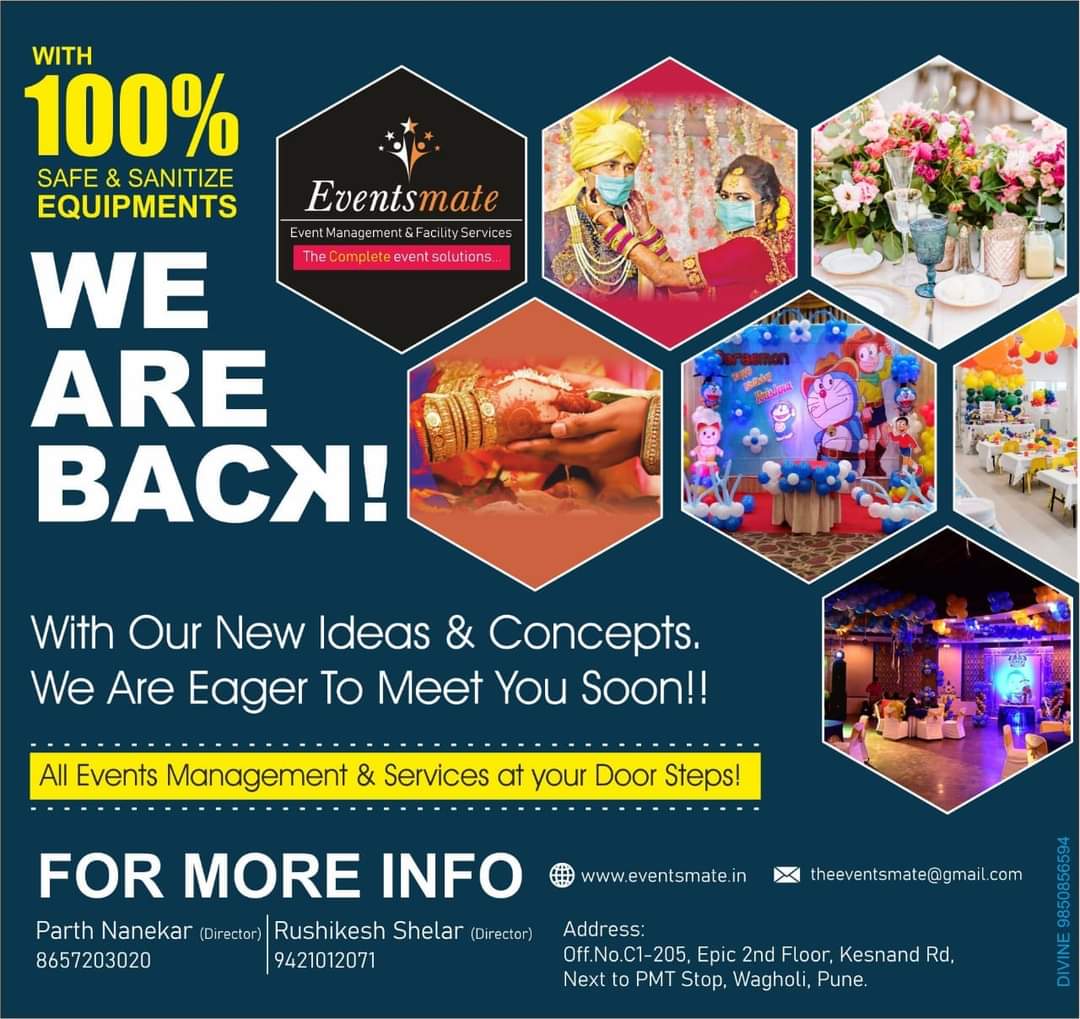 WITH
100%
SAFE & SANITIZE
EQUIPMENTS
WE
ARE
BACK!
Eventsmate
Event Management & Facility Services
The Complete event solutions...
Doraemon
With Our New Ideas & Concepts.
We Are Eager To Meet You Soon!!
All Events Management & Services at your Door Steps!
FOR MORE INFO
www.eventsmate.in
theeventsmate@gmail.com
Parth Nanekar (Director)
8657203020
Rushikesh Shelar (Director)
9421012071
Address:
Off.No.C1-205, Epic 2nd Floor, Kesnand Rd,
Next to PMT Stop, Wagholi, Pune.
DIVINE 9850856594